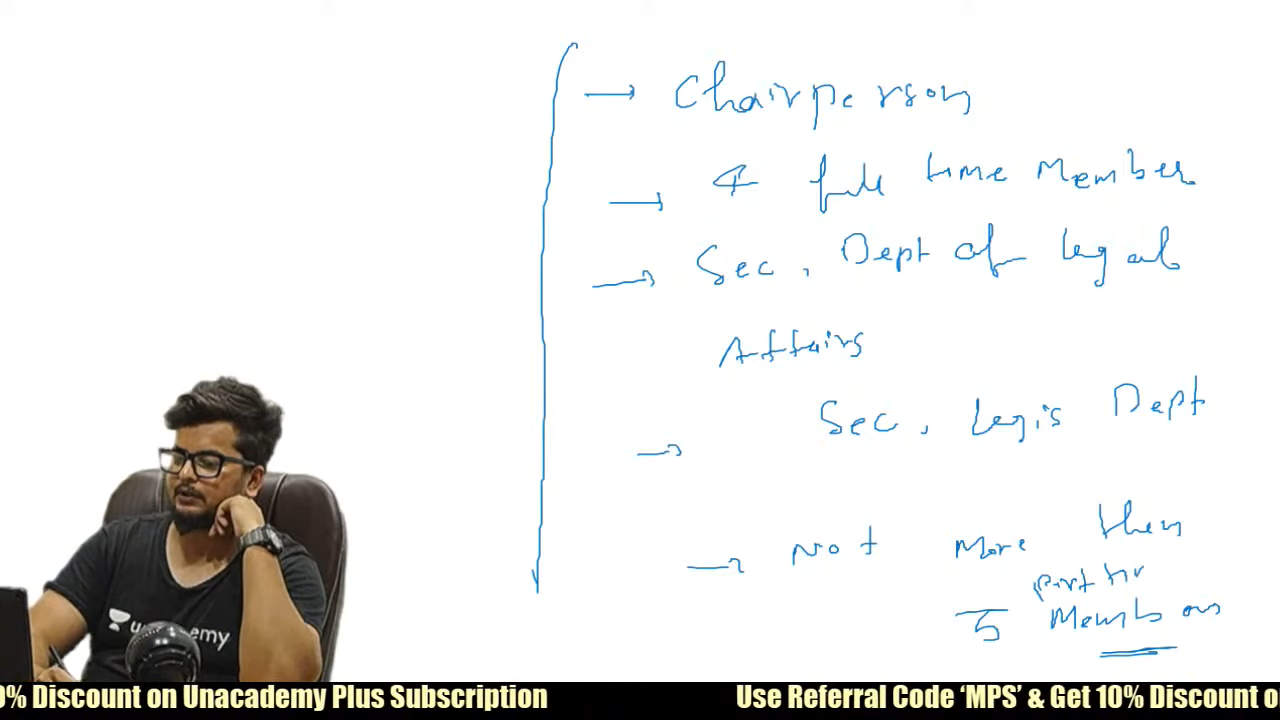 Chairperson
4 full time Member
Sec, Dept of Legal
Affairs
Sec, Legis Dept
Not More then
part
5 Members
unacademy
0% Discount on Unacademy Plus Subscription
Use Referral Code ‘MPS’ & Get 10% Discount o